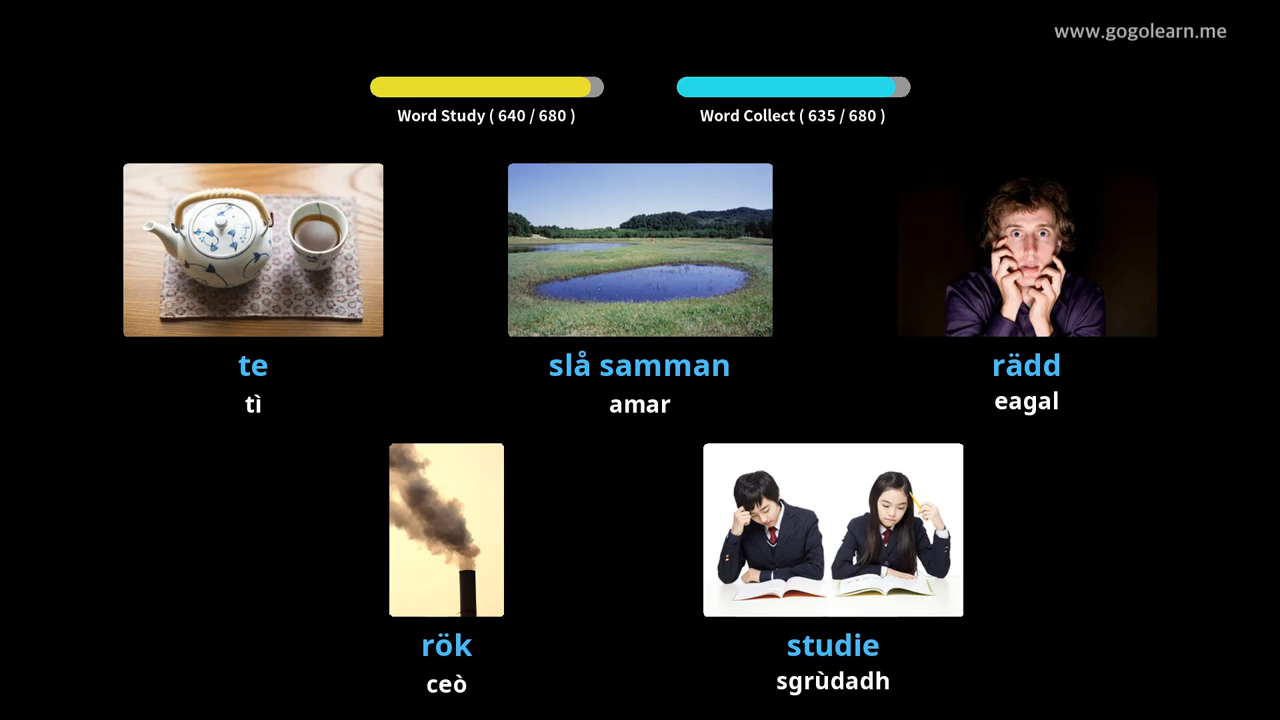 www.gogolearn.me
Word Study ( 640 / 680 )
Word Collect ( 635 / 680 )
te
tì
slå samman
amar
rädd
eagal
rök
ceò
studie
sgrùdadh